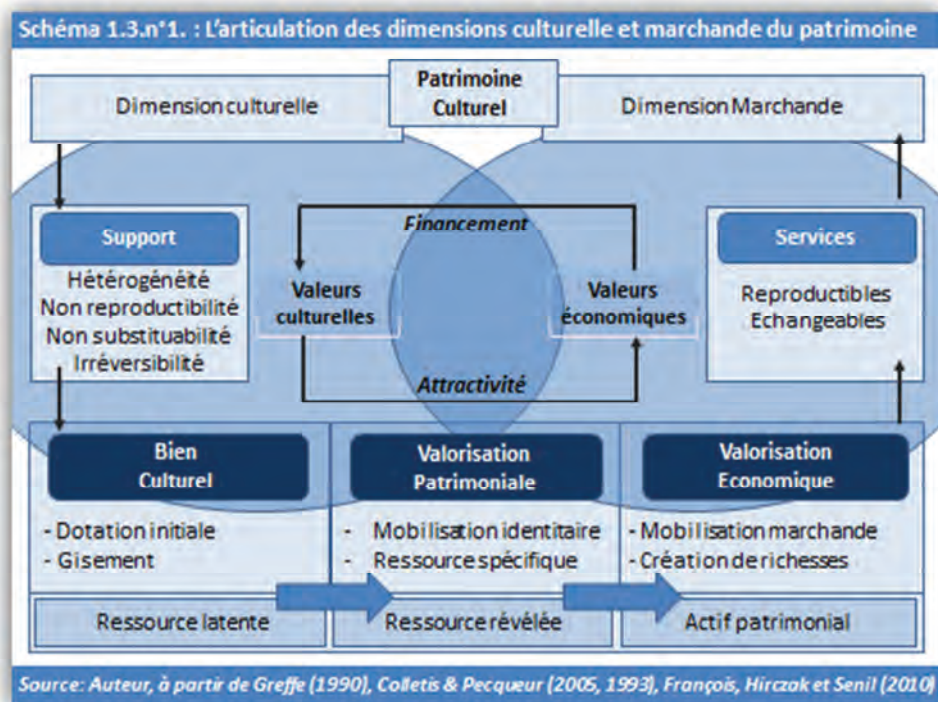 Schéma 1.3.n°1. : L'articulation des dimensions culturelle et marchande du patrimoine
Patrimoine
Culturel
Dimension culturelle
Dimension Marchande
Support
Hétérogénéité
Non reproductibilité
Non substituabilité
Irréversibilité
Financement
Valeurs
culturelles
Valeurs
économiques
Attractivité
Services
Reproductibles
Echangeables
Bien
Culturel
- Dotation initiale
- Gisement
Valorisation
Patrimoniale
- Mobilisation identitaire
- Ressource spécifique
Valorisation
Economique
- Mobilisation marchande
- Création de richesses
Ressource latente
Ressource révélée
Actif patrimonial
Source: Auteur, à partir de Greffe (1990), Colletis & Pecqueur (2005, 1993), François, Hirczak et Senil (2010)